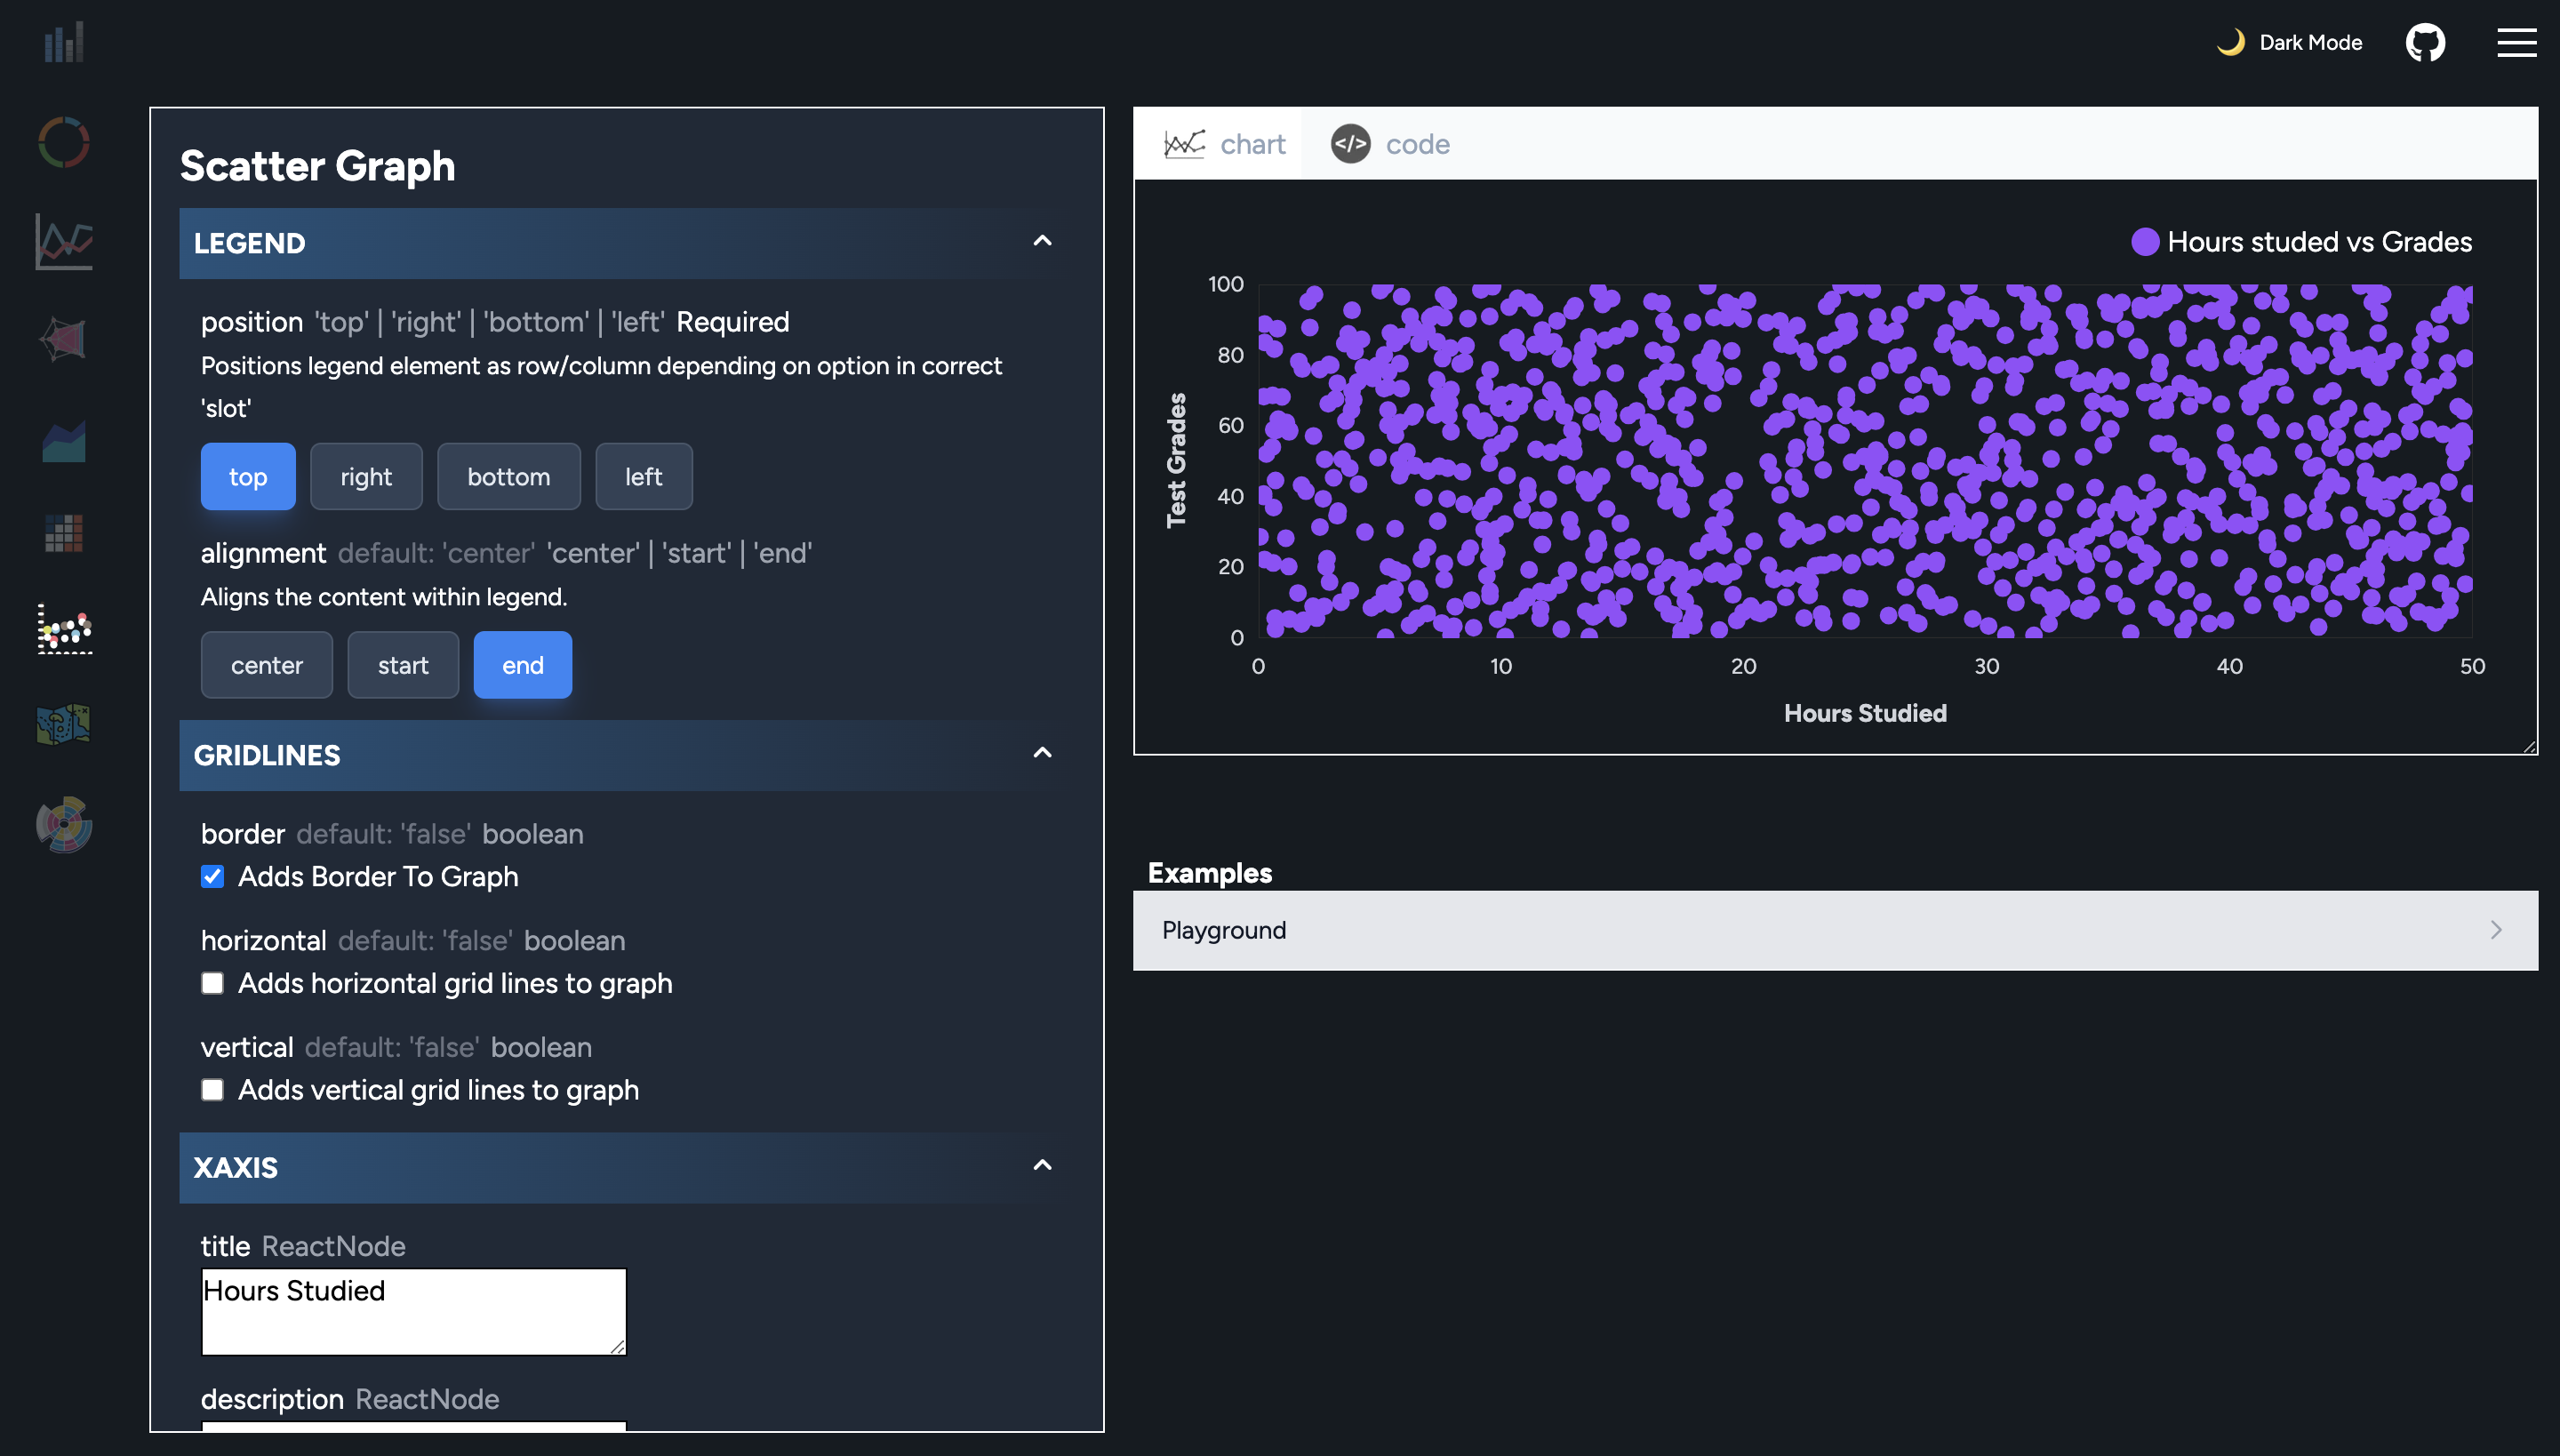 Dark Mode
Scatter Graph
LEGEND
position 'top' | 'right' | 'bottom' | 'left' Required
Positions legend element as row/column depending on option in correct
'slot'
top right bottom left
alignment default: 'center' 'center' | 'start' | 'end'
Aligns the content within legend.
center start end
GRIDLINES
border default: 'false' boolean
Adds Border To Graph
horizontal default: 'false' boolean
Adds horizontal grid lines to graph
vertical default: 'false' boolean
Adds vertical grid lines to graph
XAXIS
title ReactNode
Hours Studied
description ReactNode
chart </> code
Hours studed vs Grades
100
80
60
40
20
0
Test Grades
0 10 20 30 40 50
Hours Studied
Examples
Playground